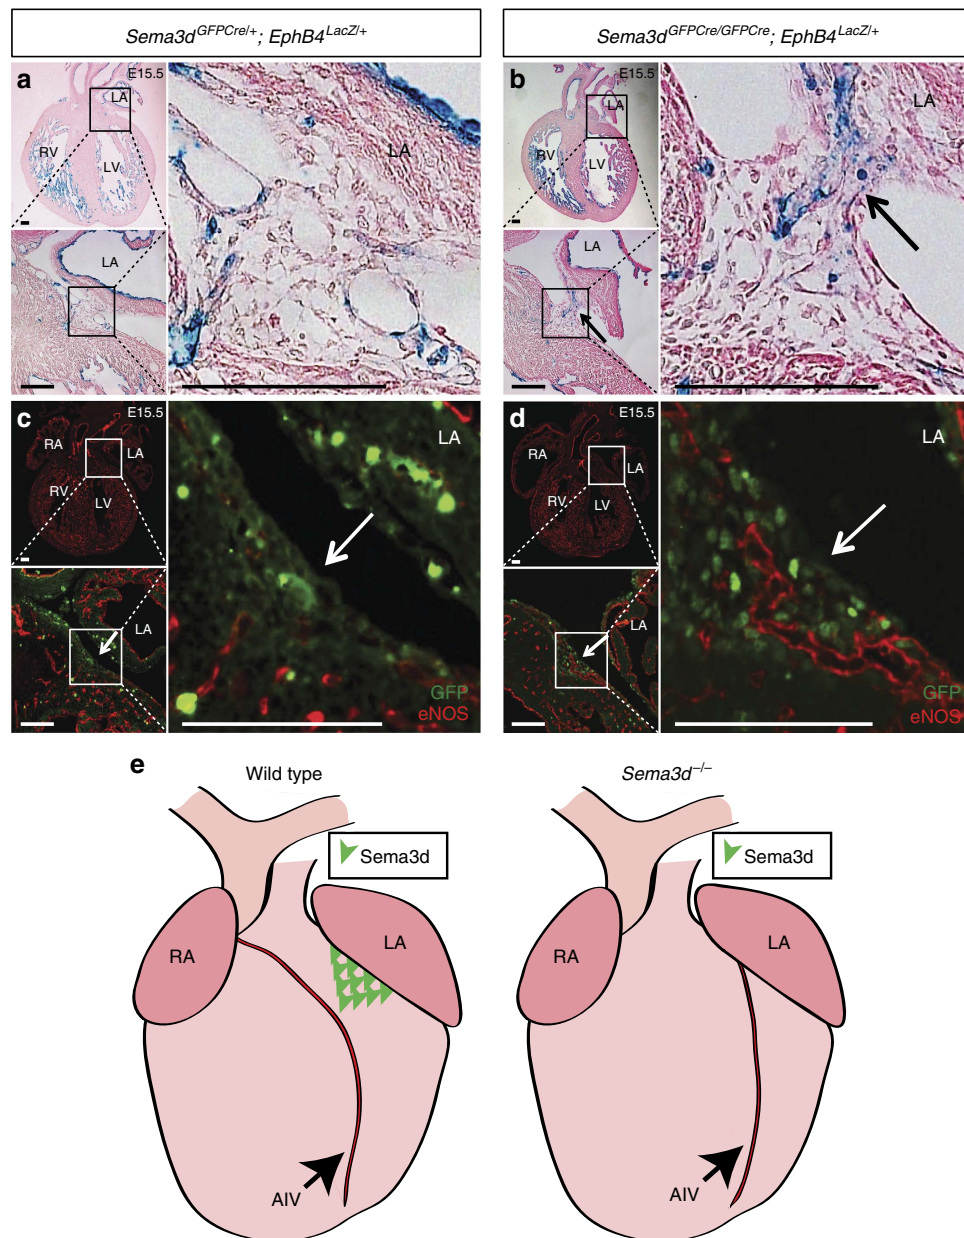 Sema3d^GFPCre/+; EphB4^LacZ/+
Sema3d^GFPCre/GFPCre; EphB4^LacZ/+
a
E15.5
LA
RV
LV
LA
LA
b
E15.5
LA
RV
LV
LA
LA
c
E15.5
RA
LA
RV
LV
LA
LA
GFP
eNOS
d
E15.5
RA
LA
RV
LV
LA
LA
GFP
eNOS
e
Wild type
Sema3d
RA
LA
AIV
Sema3d^–/–
Sema3d
RA
LA
AIV